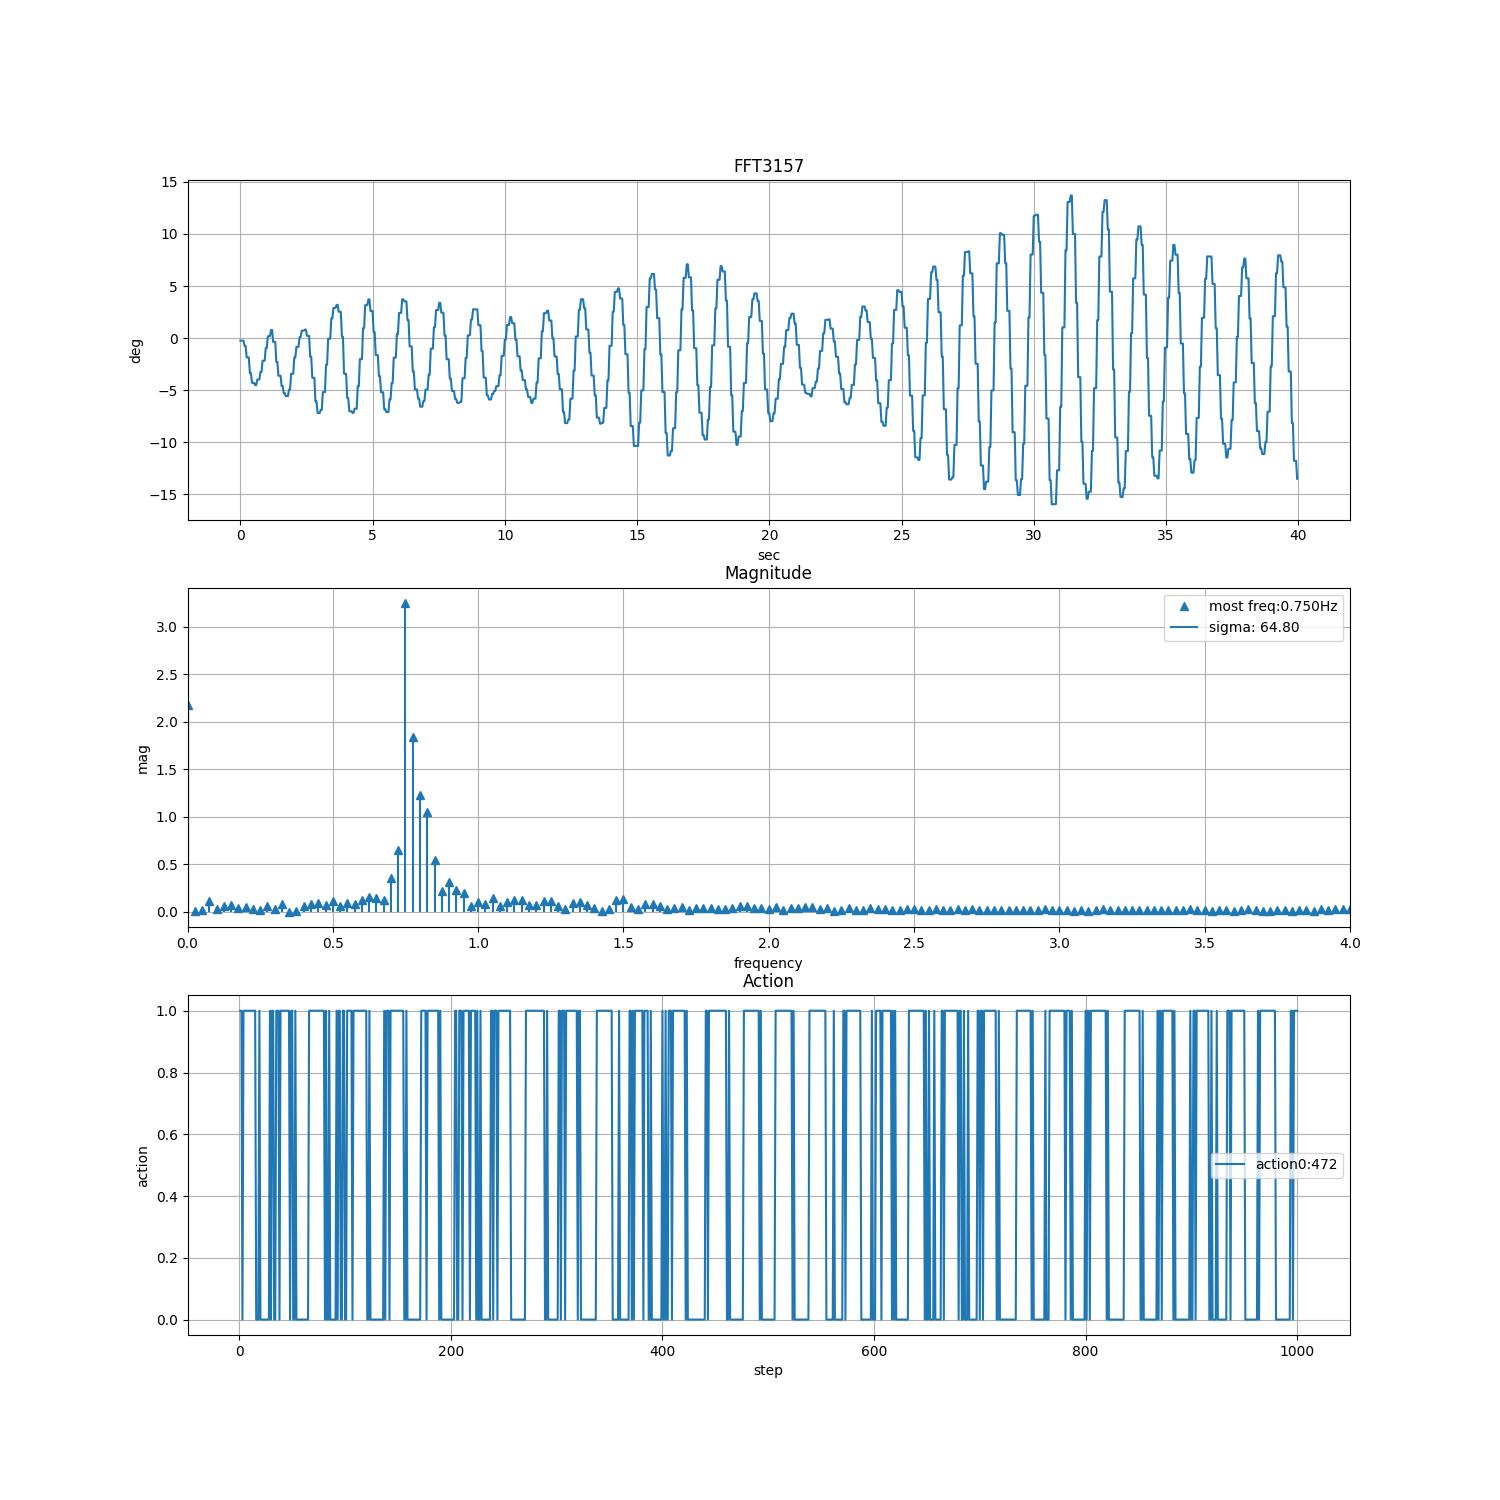 FFT3157
15
10
5
0
−5
−10
−15
deg
0 5 10 15 20 25 30 35 40
sec
Magnitude
most freq:0.750Hz
sigma: 64.80
3.0
2.5
2.0
1.5
1.0
0.5
0.0
mag
0.0 0.5 1.0 1.5 2.0 2.5 3.0 3.5 4.0
frequency
Action
1.0
0.8
0.6
0.4
0.2
0.0
action
action0:472
0 200 400 600 800 1000
step